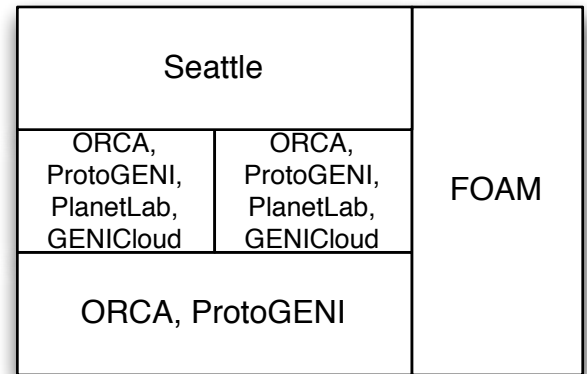 Seattle
ORCA,
ProtoGENI,
PlanetLab,
GENICloud
ORCA,
ProtoGENI,
PlanetLab,
GENICloud
FOAM
ORCA, ProtoGENI